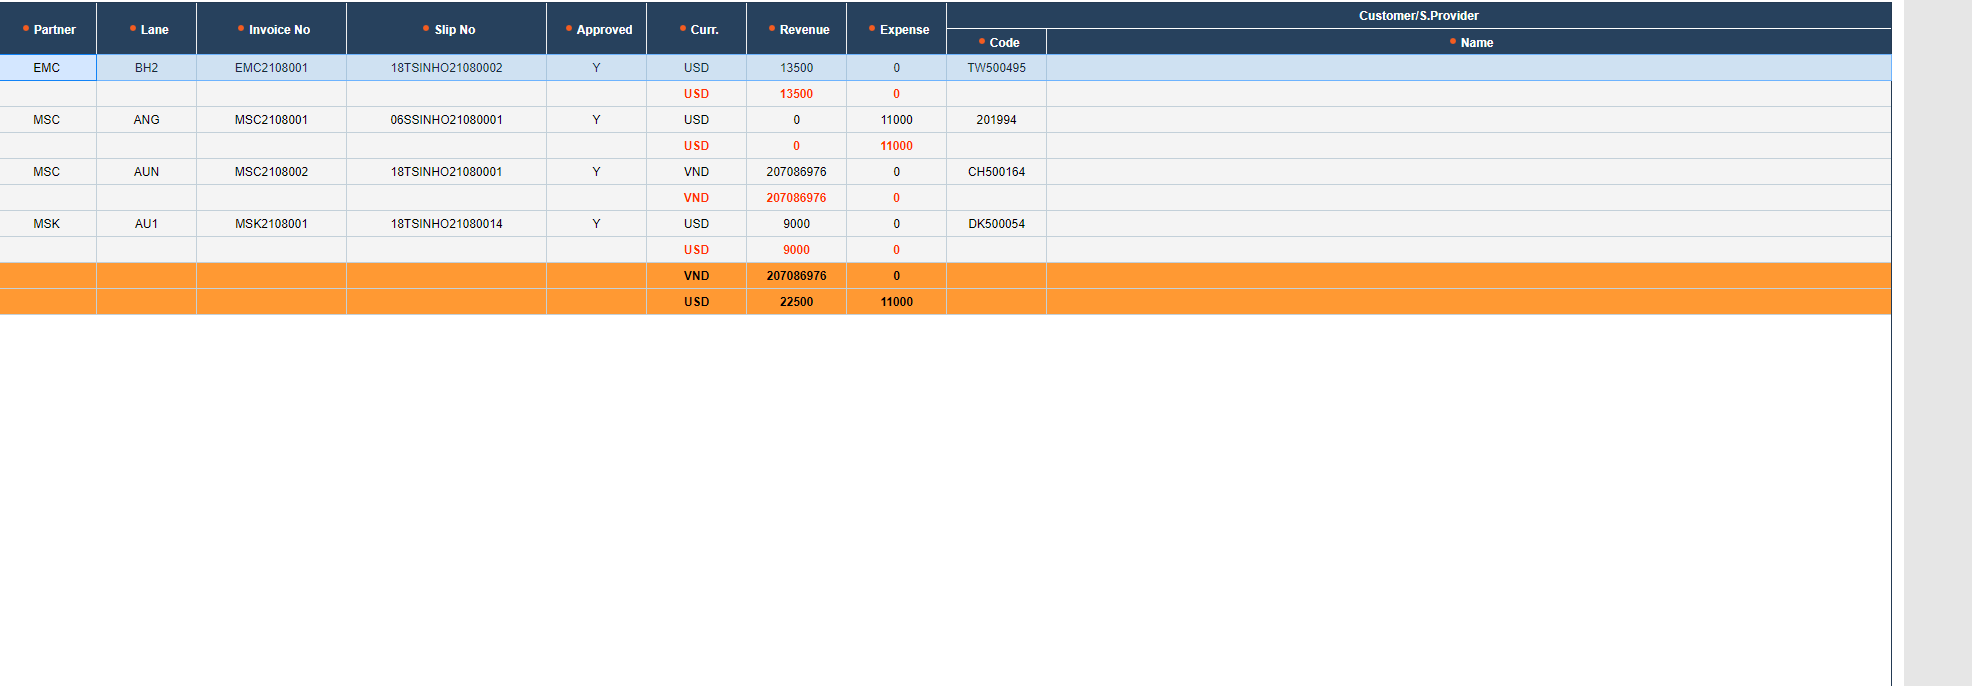 Partner Lane Invoice No Slip No Approved Curr. Revenue Expense Customer/S.Provider
Code Name
EMC BH2 EMC2108001 18TSINHO21080002 Y USD 13500 0 TW500495
USD 13500 0
MSC ANG MSC2108001 06SSINHO21080001 Y USD 0 11000 201994
USD 0 11000
MSC AUN MSC2108002 18TSINHO21080001 Y VND 207086976 0 CH500164
VND 207086976 0
MSK AU1 MSK2108001 18TSINHO21080014 Y USD 9000 0 DK500054
USD 9000 0
VND 207086976 0
USD 22500 11000